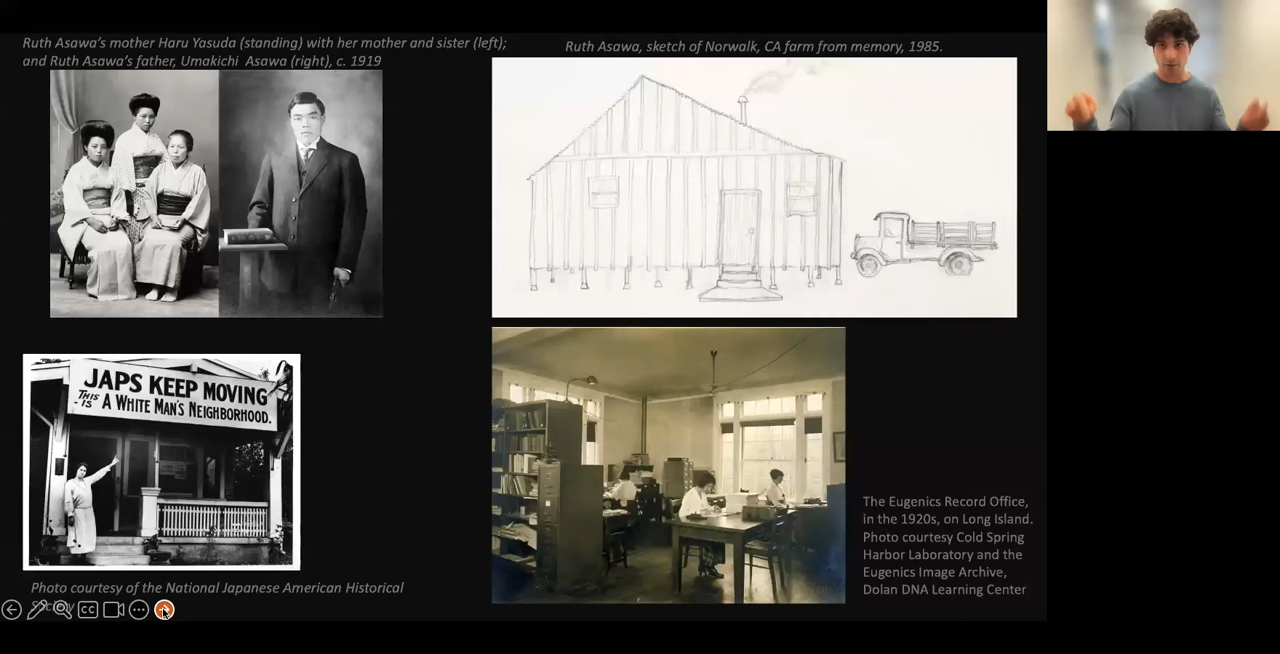 Ruth Asawa's mother Haru Yasuda (standing) with her mother and sister (left);
and Ruth Asawa's father, Umakichi Asawa (right), c. 1919
Ruth Asawa, sketch of Norwalk, CA farm from memory, 1985.
JAPS KEEP MOVING
THIS IS A WHITE MAN'S NEIGHBORHOOD.
The Eugenics Record Office,
in the 1920s, on Long Island.
Photo courtesy Cold Spring
Harbor Laboratory and the
Eugenics Image Archive,
Dolan DNA Learning Center
Photo courtesy of the National Japanese American Historical
Society
CC